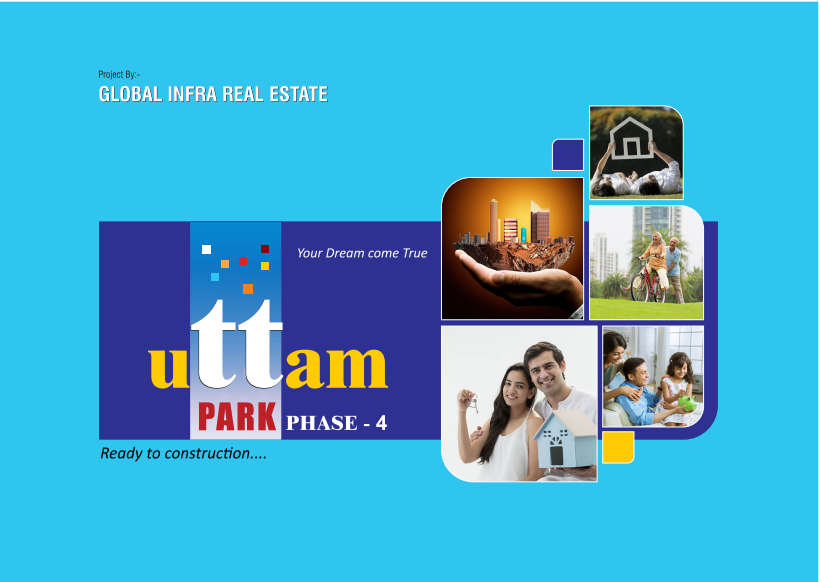 Project By:-
GLOBAL INFRA REAL ESTATE
Your Dream come True
uttam
PARK PHASE - 4
Ready to construction....